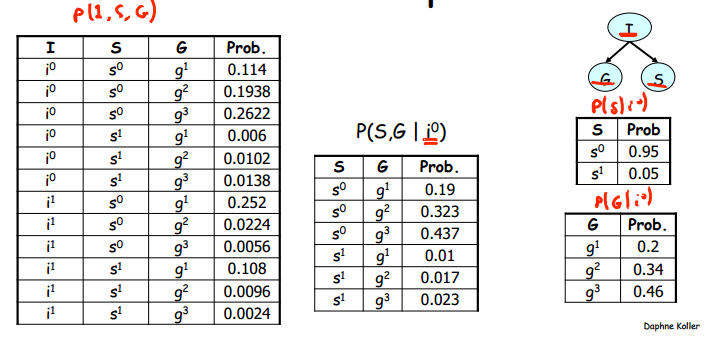 P(I, S, G)
I S G Prob.
i⁰ s⁰ g¹ 0.114
i⁰ s⁰ g² 0.1938
i⁰ s⁰ g³ 0.2622
i⁰ s¹ g¹ 0.006
i⁰ s¹ g² 0.0102
i⁰ s¹ g³ 0.0138
i¹ s⁰ g¹ 0.252
i¹ s⁰ g² 0.0224
i¹ s⁰ g³ 0.0056
i¹ s¹ g¹ 0.108
i¹ s¹ g² 0.0096
i¹ s¹ g³ 0.0024
P(S,G | i⁰)
S G Prob.
s⁰ g¹ 0.19
s⁰ g² 0.323
s⁰ g³ 0.437
s¹ g¹ 0.01
s¹ g² 0.017
s¹ g³ 0.023
I
G S
P(S|i⁰)
S Prob
s⁰ 0.95
s¹ 0.05
P(G|i⁰)
G Prob.
g¹ 0.2
g² 0.34
g³ 0.46
Daphne Koller